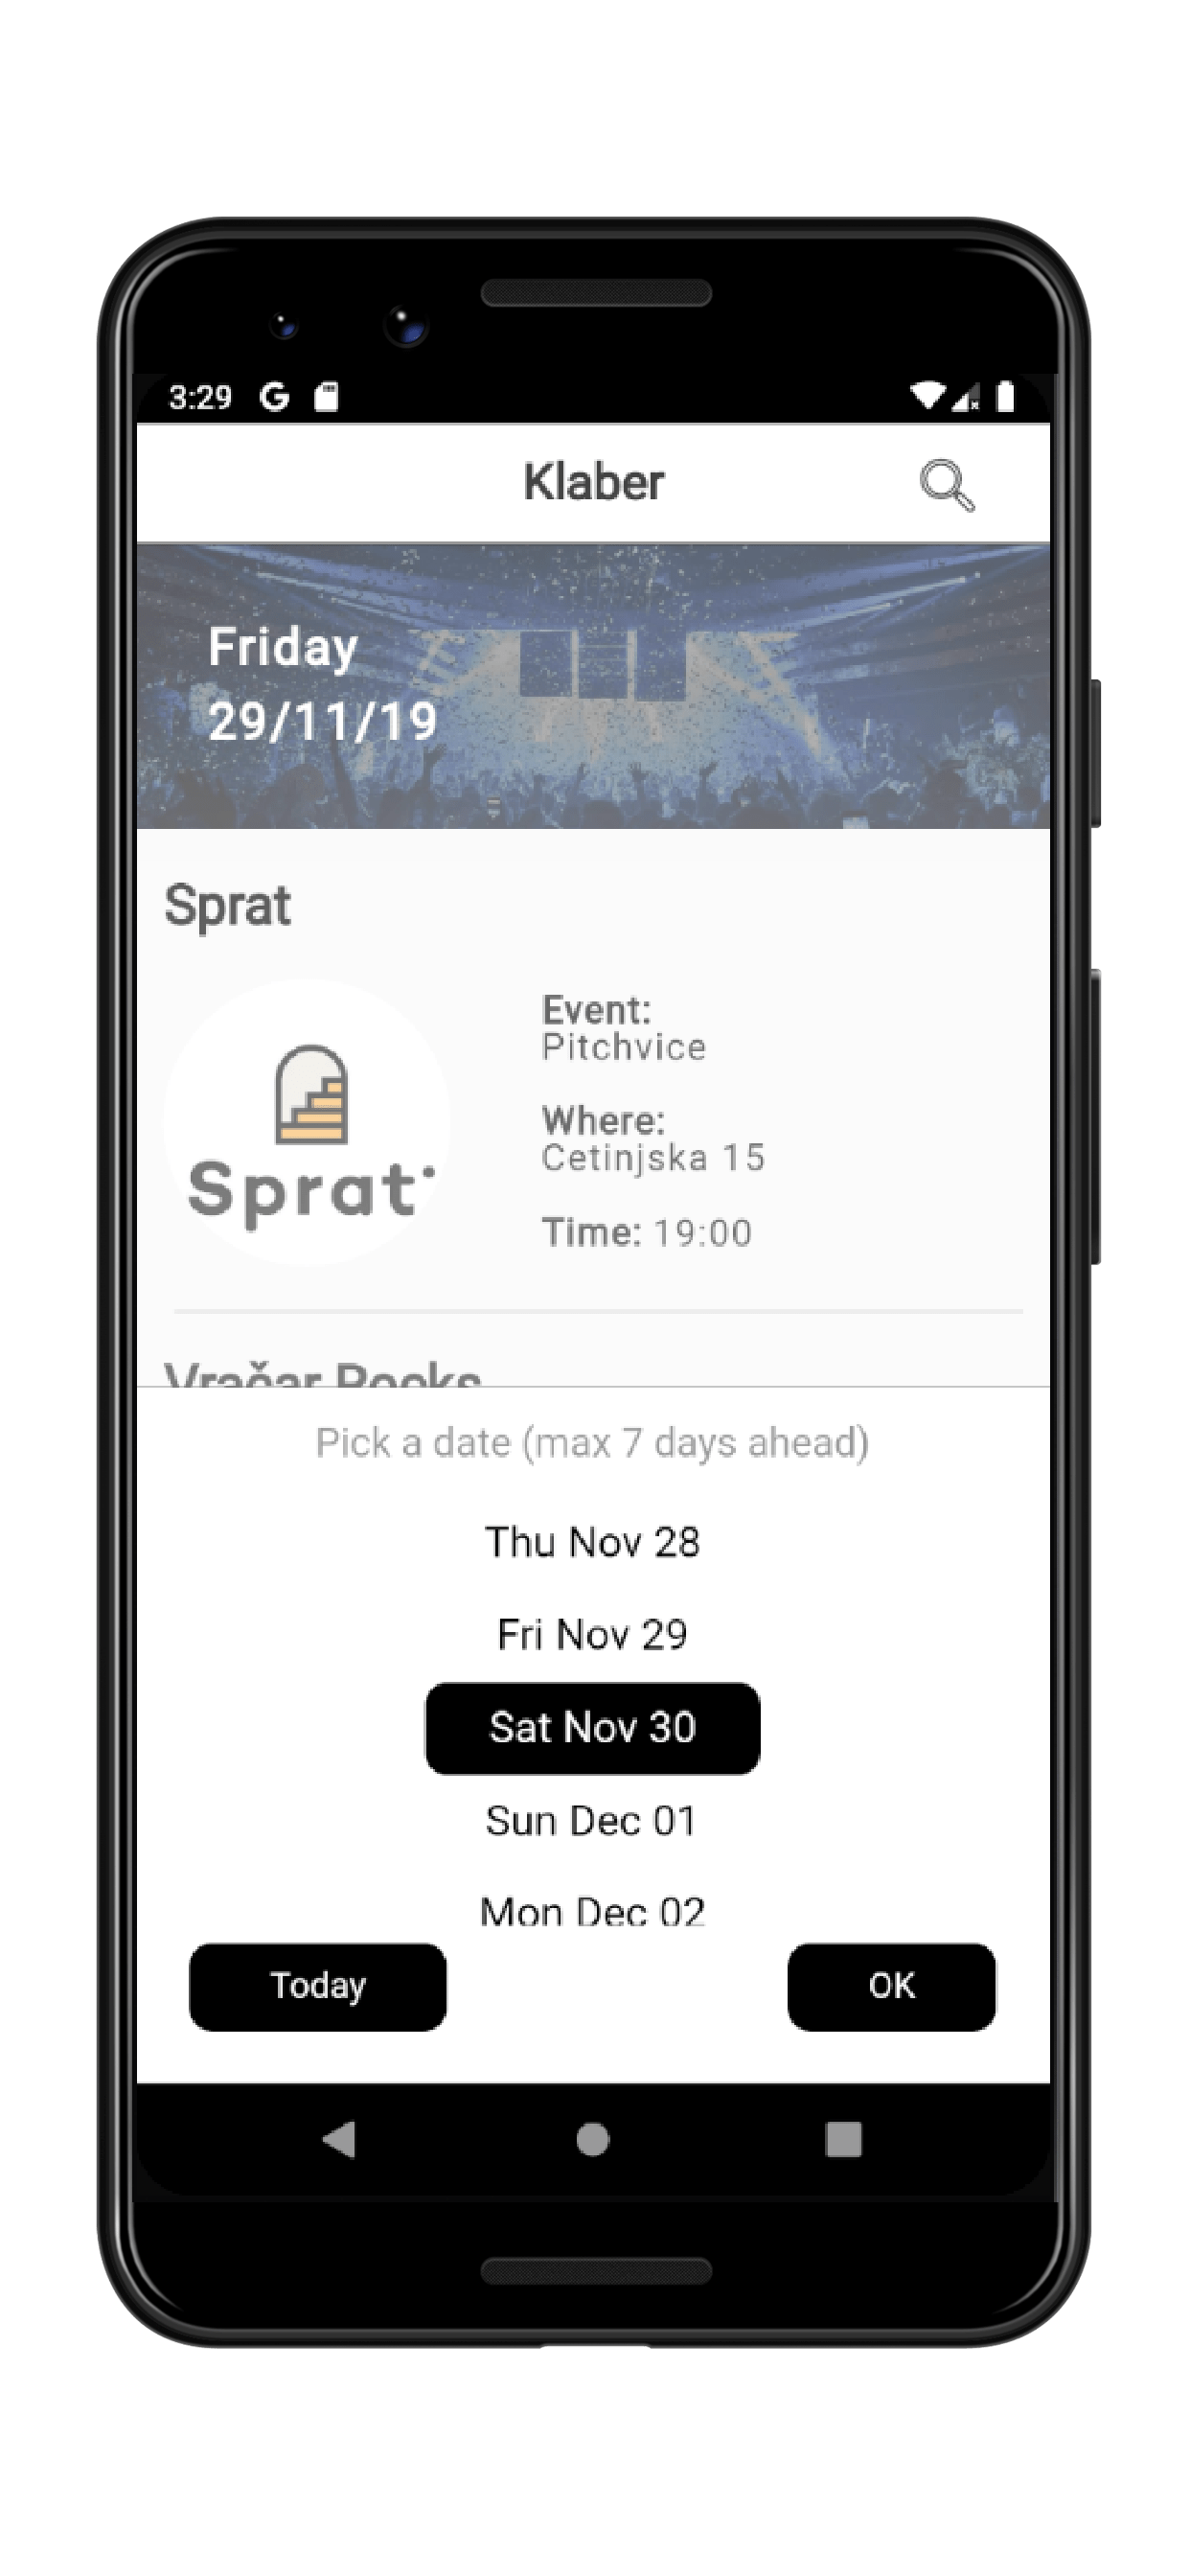 3:29
Klaber
Friday
29/11/19
Sprat
Event:
Pitchvice
Sprat
Where:
Cetinjska 15
Time: 19:00
Vračar Rocks
Pick a date (max 7 days ahead)
Thu Nov 28
Fri Nov 29
Sat Nov 30
Sun Dec 01
Mon Dec 02
Today
OK